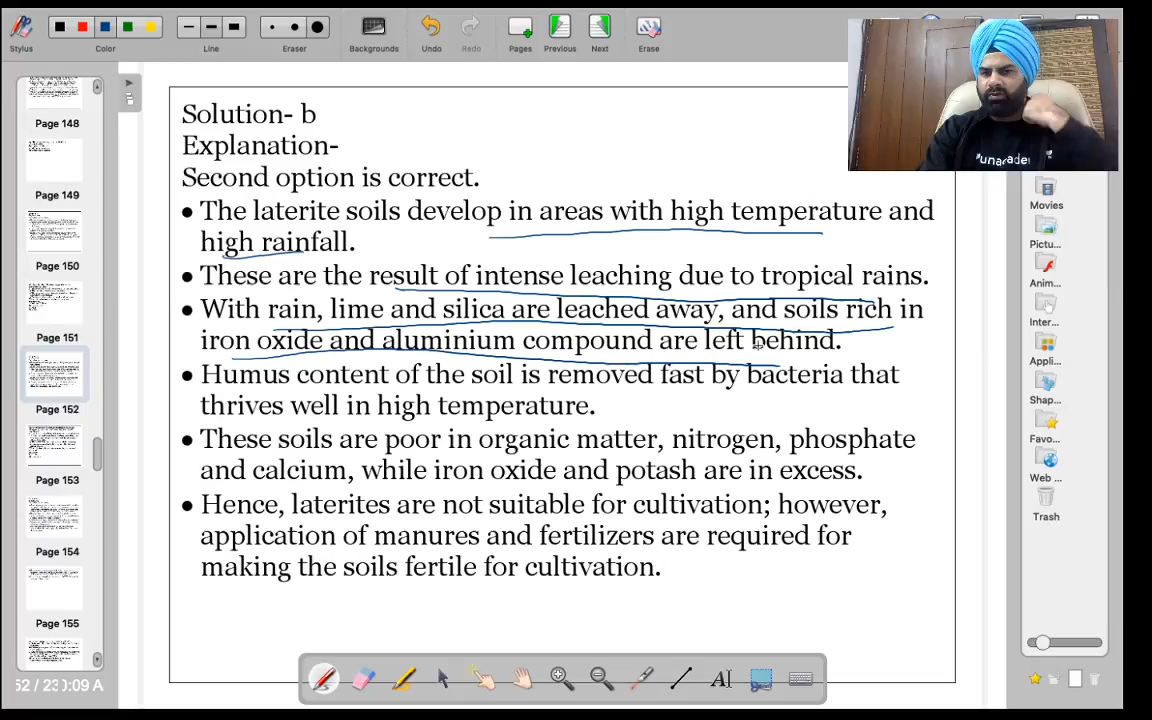 Stylus
Color
Line
Eraser
Backgrounds
Undo
Redo
Pages
Previous
Next
Erase
Page 148
Page 149
Page 150
Page 151
Page 152
Page 153
Page 154
Page 155
Solution- b
Explanation-
Second option is correct.
• The laterite soils develop in areas with high temperature and
high rainfall.
• These are the result of intense leaching due to tropical rains.
• With rain, lime and silica are leached away, and soils rich in
iron oxide and aluminium compound are left behind.
• Humus content of the soil is removed fast by bacteria that
thrives well in high temperature.
• These soils are poor in organic matter, nitrogen, phosphate
and calcium, while iron oxide and potash are in excess.
• Hence, laterites are not suitable for cultivation; however,
application of manures and fertilizers are required for
making the soils fertile for cultivation.
Movies
Pictu...
Anim...
Inter...
Appli...
Shap...
Favo...
Web ...
Trash